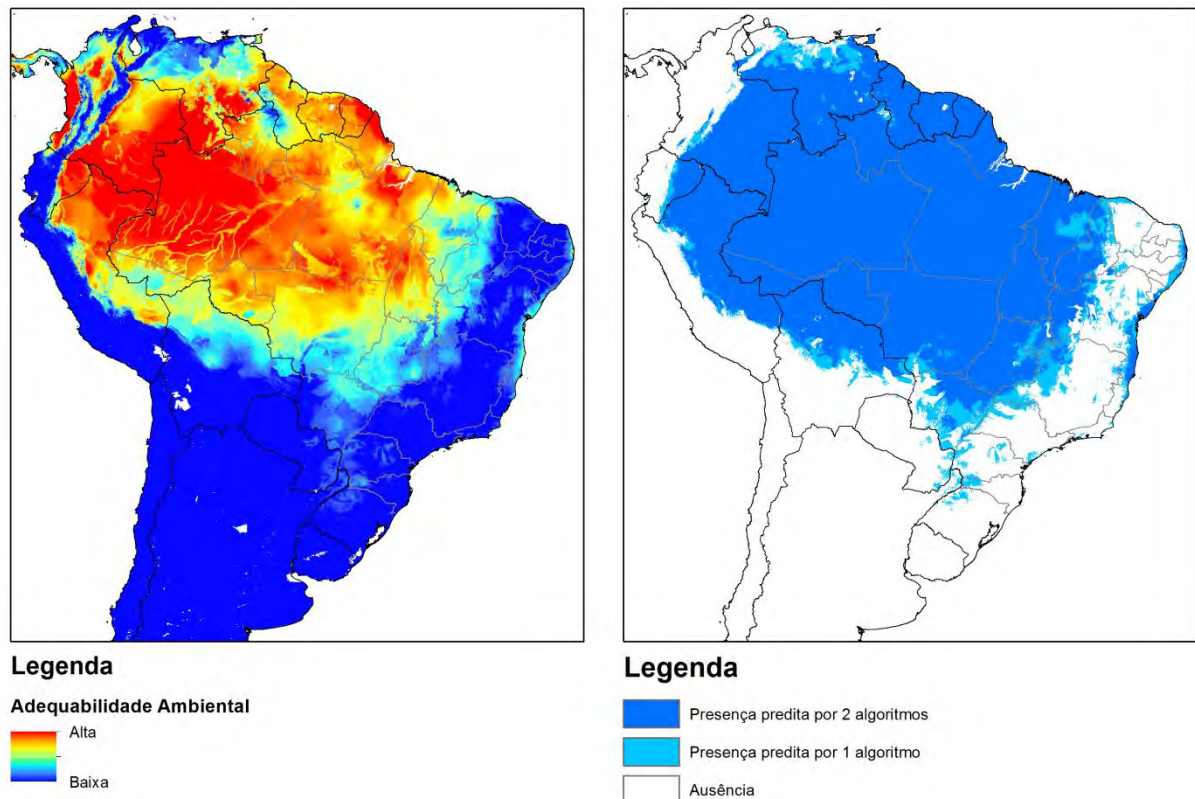 Legenda
Adequabilidade Ambiental
Alta
Baixa
Legenda
Presença predita por 2 algoritmos
Presença predita por 1 algoritmo
Ausência